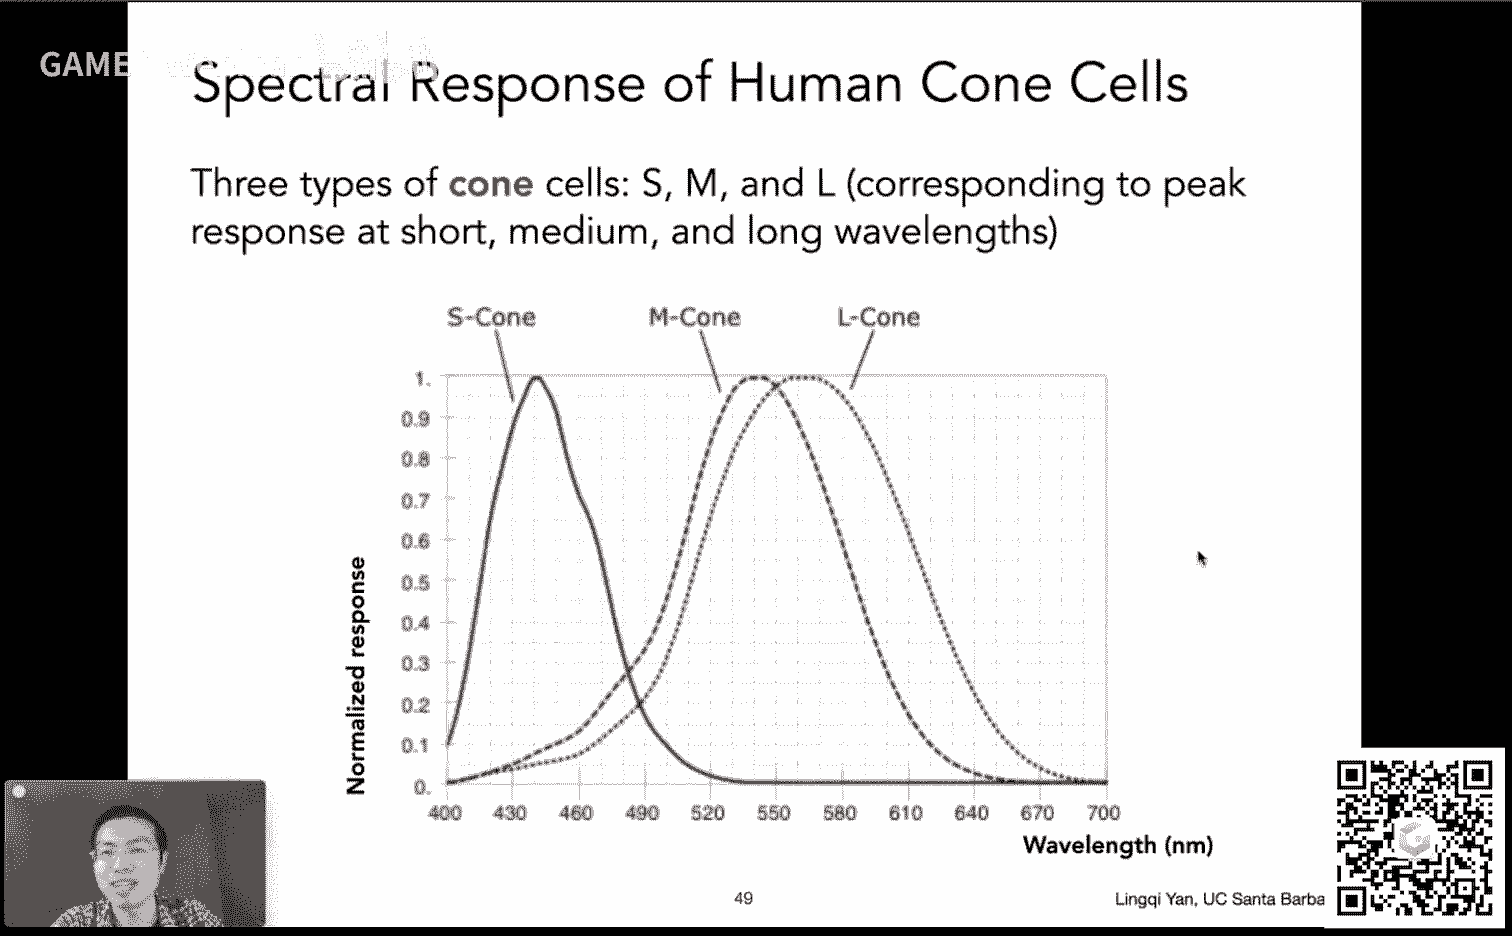 GAME
Spectral Response of Human Cone Cells
Three types of cone cells: S, M, and L (corresponding to peak
response at short, medium, and long wavelengths)
S-Cone M-Cone L-Cone
1.
0.9
0.8
0.7
0.6
0.5
0.4
0.3
0.2
0.1
0.
Normalized response
400 430 460 490 520 550 580 610 640 670 700
Wavelength (nm)
49
Lingqi Yan, UC Santa Barba